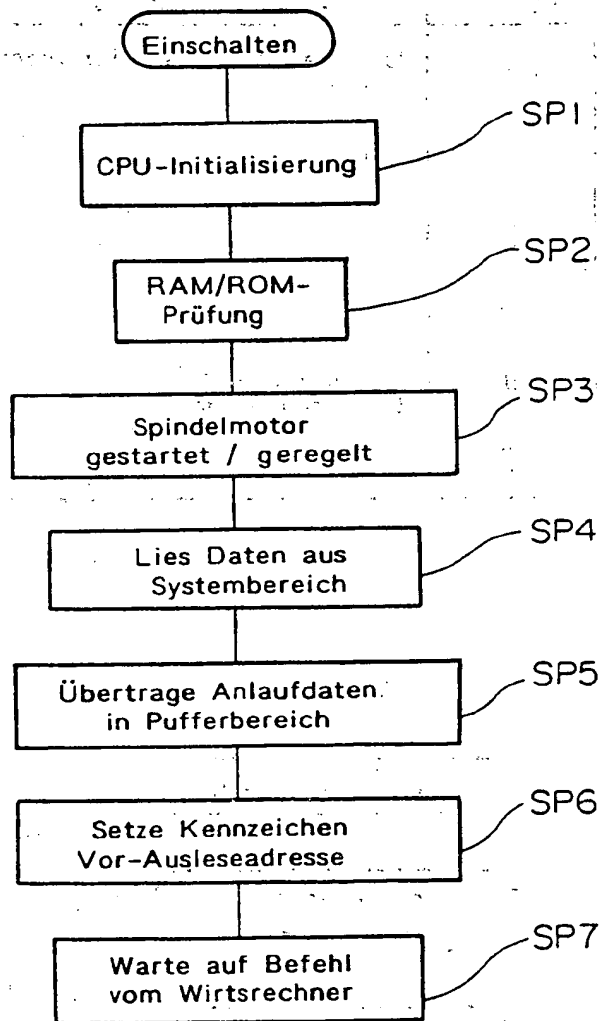 Einschalten
SP1
CPU-Initialisierung
SP2
RAM/ROM-
Prüfung
SP3
Spindelmotor
gestartet / geregelt
SP4
Lies Daten aus
Systembereich
SP5
Übertrage Anlaufdaten
in Pufferbereich
SP6
Setze Kennzeichen
Vor-Ausleseadresse
SP7
Warte auf Befehl
vom Wirtsrechner